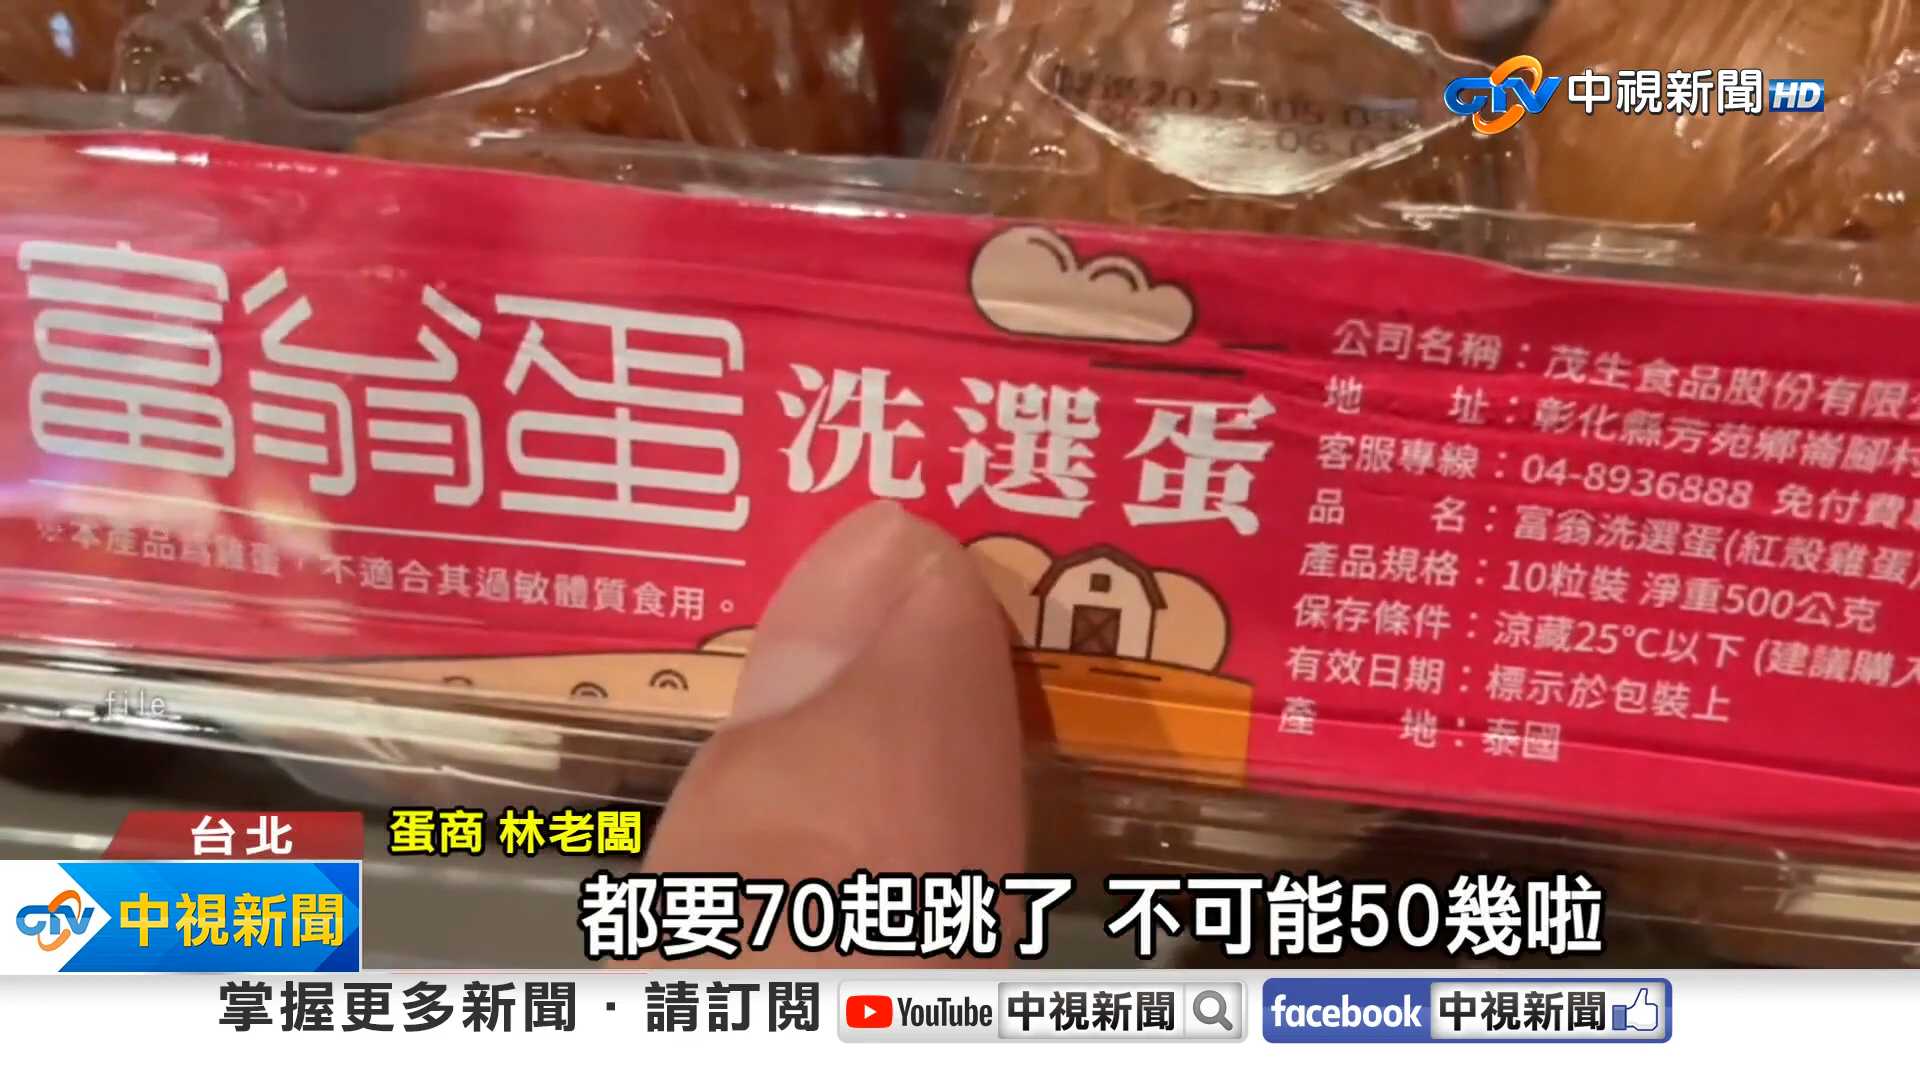 CTV 中視新聞 HD
富翁蛋 洗選蛋
※本產品為雞蛋，不適合其過敏體質食用。
公司名稱：茂生食品股份有限
地 址：彰化縣芳苑鄉崙腳村
客服專線：04-8936888 免付費
品 名：富翁洗選蛋(紅殼雞蛋)
產品規格：10粒裝 淨重500公克
保存條件：涼藏25°C以下 (建議購入
有效日期：標示於包裝上
產 地：泰國
file
台北
蛋商 林老闆
CTV 中視新聞
都要70起跳了 不可能50幾啦
掌握更多新聞・請訂閱 YouTube 中視新聞 facebook 中視新聞